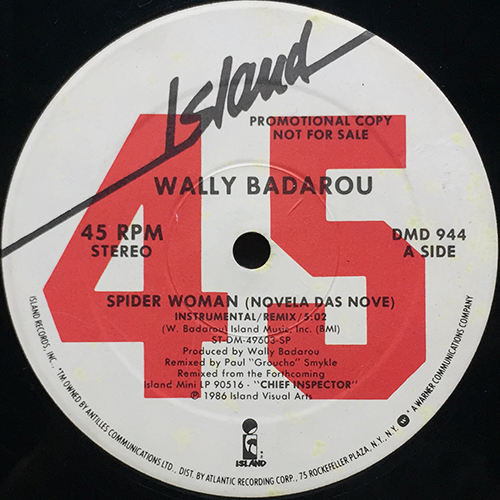 Island
45
PROMOTIONAL COPY
NOT FOR SALE
WALLY BADAROU
45 RPM
STEREO
DMD 944
A SIDE
SPIDER WOMAN (NOVELA DAS NOVE)
INSTRUMENTAL/REMIX/5:02
(W. Badarou) Island Music, Inc. (BMI)
ST-DM-49603-SP
Produced by Wally Badarou
Remixed by Paul "Groucho" Smykle
Remixed from the Forthcoming
Island Mini LP 90516 - "CHIEF INSPECTOR"
℗ 1986 Island Visual Arts
ISLAND
ISLAND RECORDS, INC., *TM OWNED BY ANTILLES COMMUNICATIONS LTD., DIST. BY ATLANTIC RECORDING CORP., 75 ROCKEFELLER PLAZA, N.Y., N.Y. * A WARNER COMMUNICATIONS COMPANY